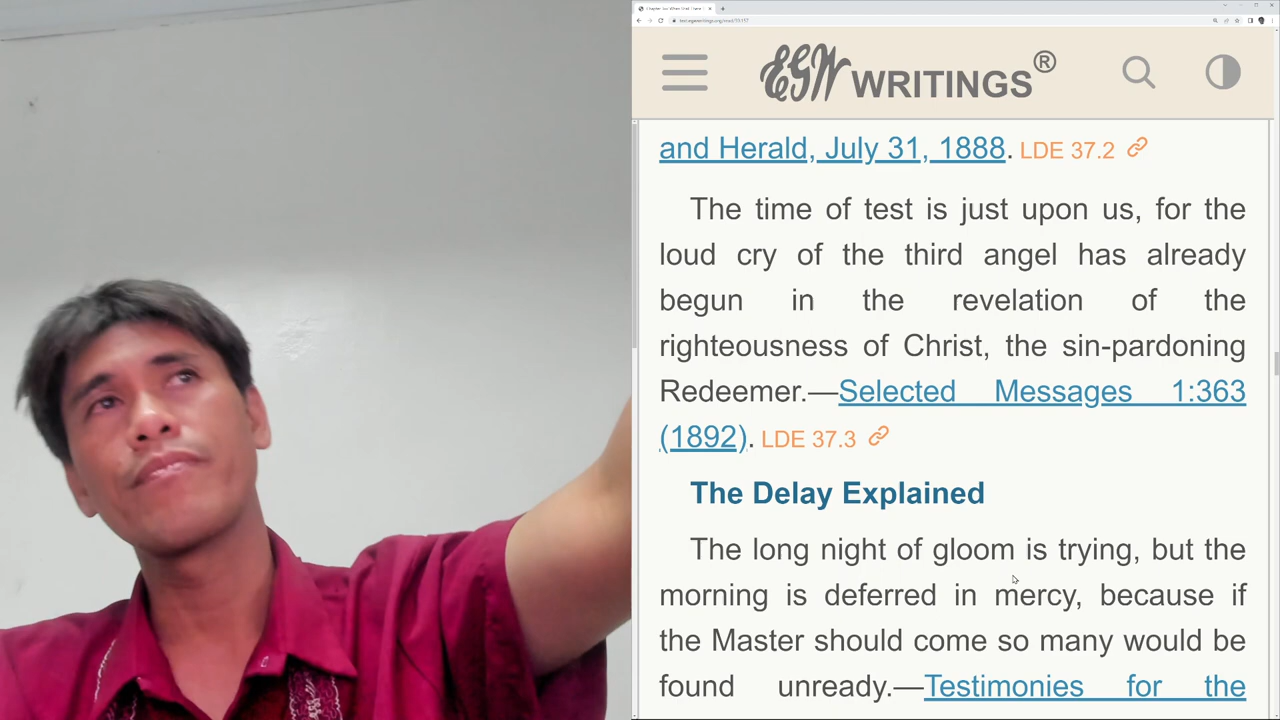 EGW WRITINGS®
and Herald, July 31, 1888. LDE 37.2
The time of test is just upon us, for the
loud cry of the third angel has already
begun in the revelation of the
righteousness of Christ, the sin-pardoning
Redeemer.—Selected Messages 1:363
(1892). LDE 37.3
The Delay Explained
The long night of gloom is trying, but the
morning is deferred in mercy, because if
the Master should come so many would be
found unready.—Testimonies for the